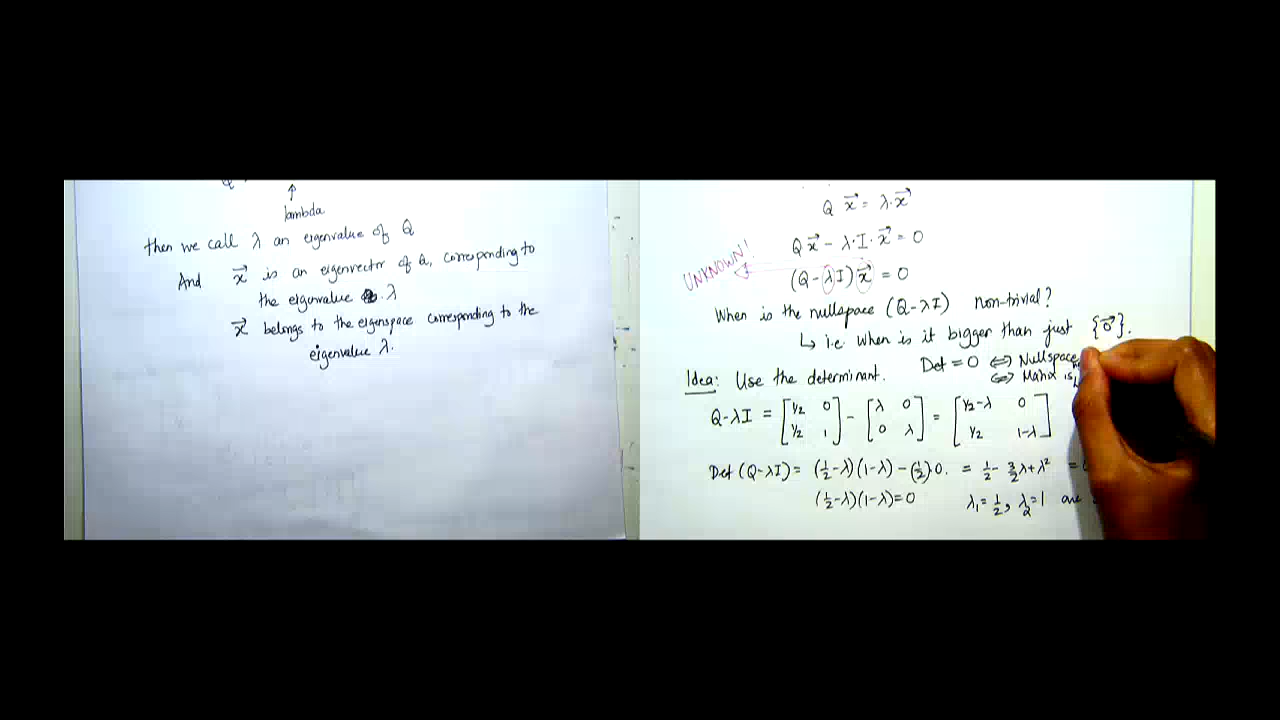 lambda
then we call λ an eigenvalue of Q
And x⃗ is an eigenvector of Q, corresponding to
the eigenvalue λ
x⃗ belongs to the eigenspace corresponding to the
eigenvalue λ.
Q x⃗ = λ·x⃗
Q x⃗ - λ·I·x⃗ = 0
UNKNOWN!
(Q-λI) x⃗ = 0
When is the nullspace (Q-λI) non-trivial?
↳ i.e. when is it bigger than just {0⃗}.
Det = 0 ⇔ Nullspace
Idea: Use the determinant.
⇔ Matrix is
Q-λI = [1/2 0; 1/2 1] - [λ 0; 0 λ] = [1/2-λ 0; 1/2 1-λ]
Det (Q-λI) = (1/2-λ)(1-λ) - (1/2)·0. = 1/2 - 3/2 λ + λ² =
(1/2-λ)(1-λ)=0 λ₁=1/2, λ₂=1 are